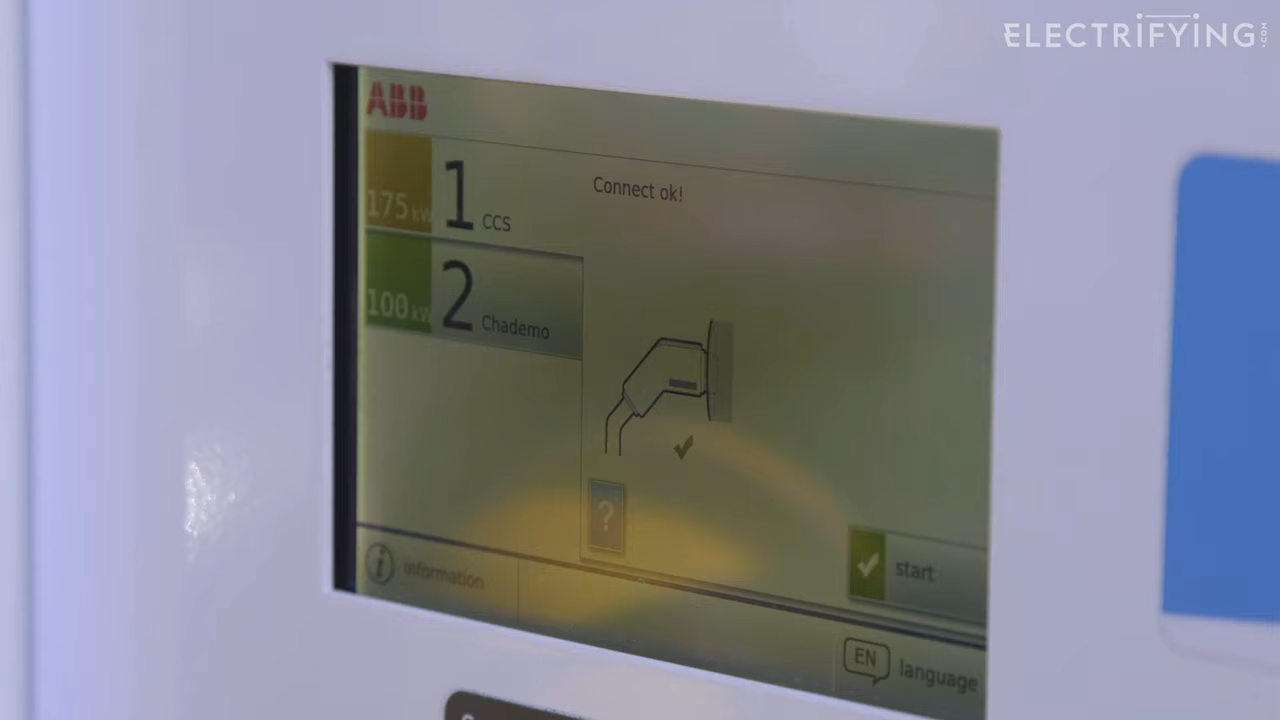 ELECTRIFYING.COM
ABB
175 kW 1 CCS
Connect ok!
100 kW 2 Chademo
?
start
i information
EN language